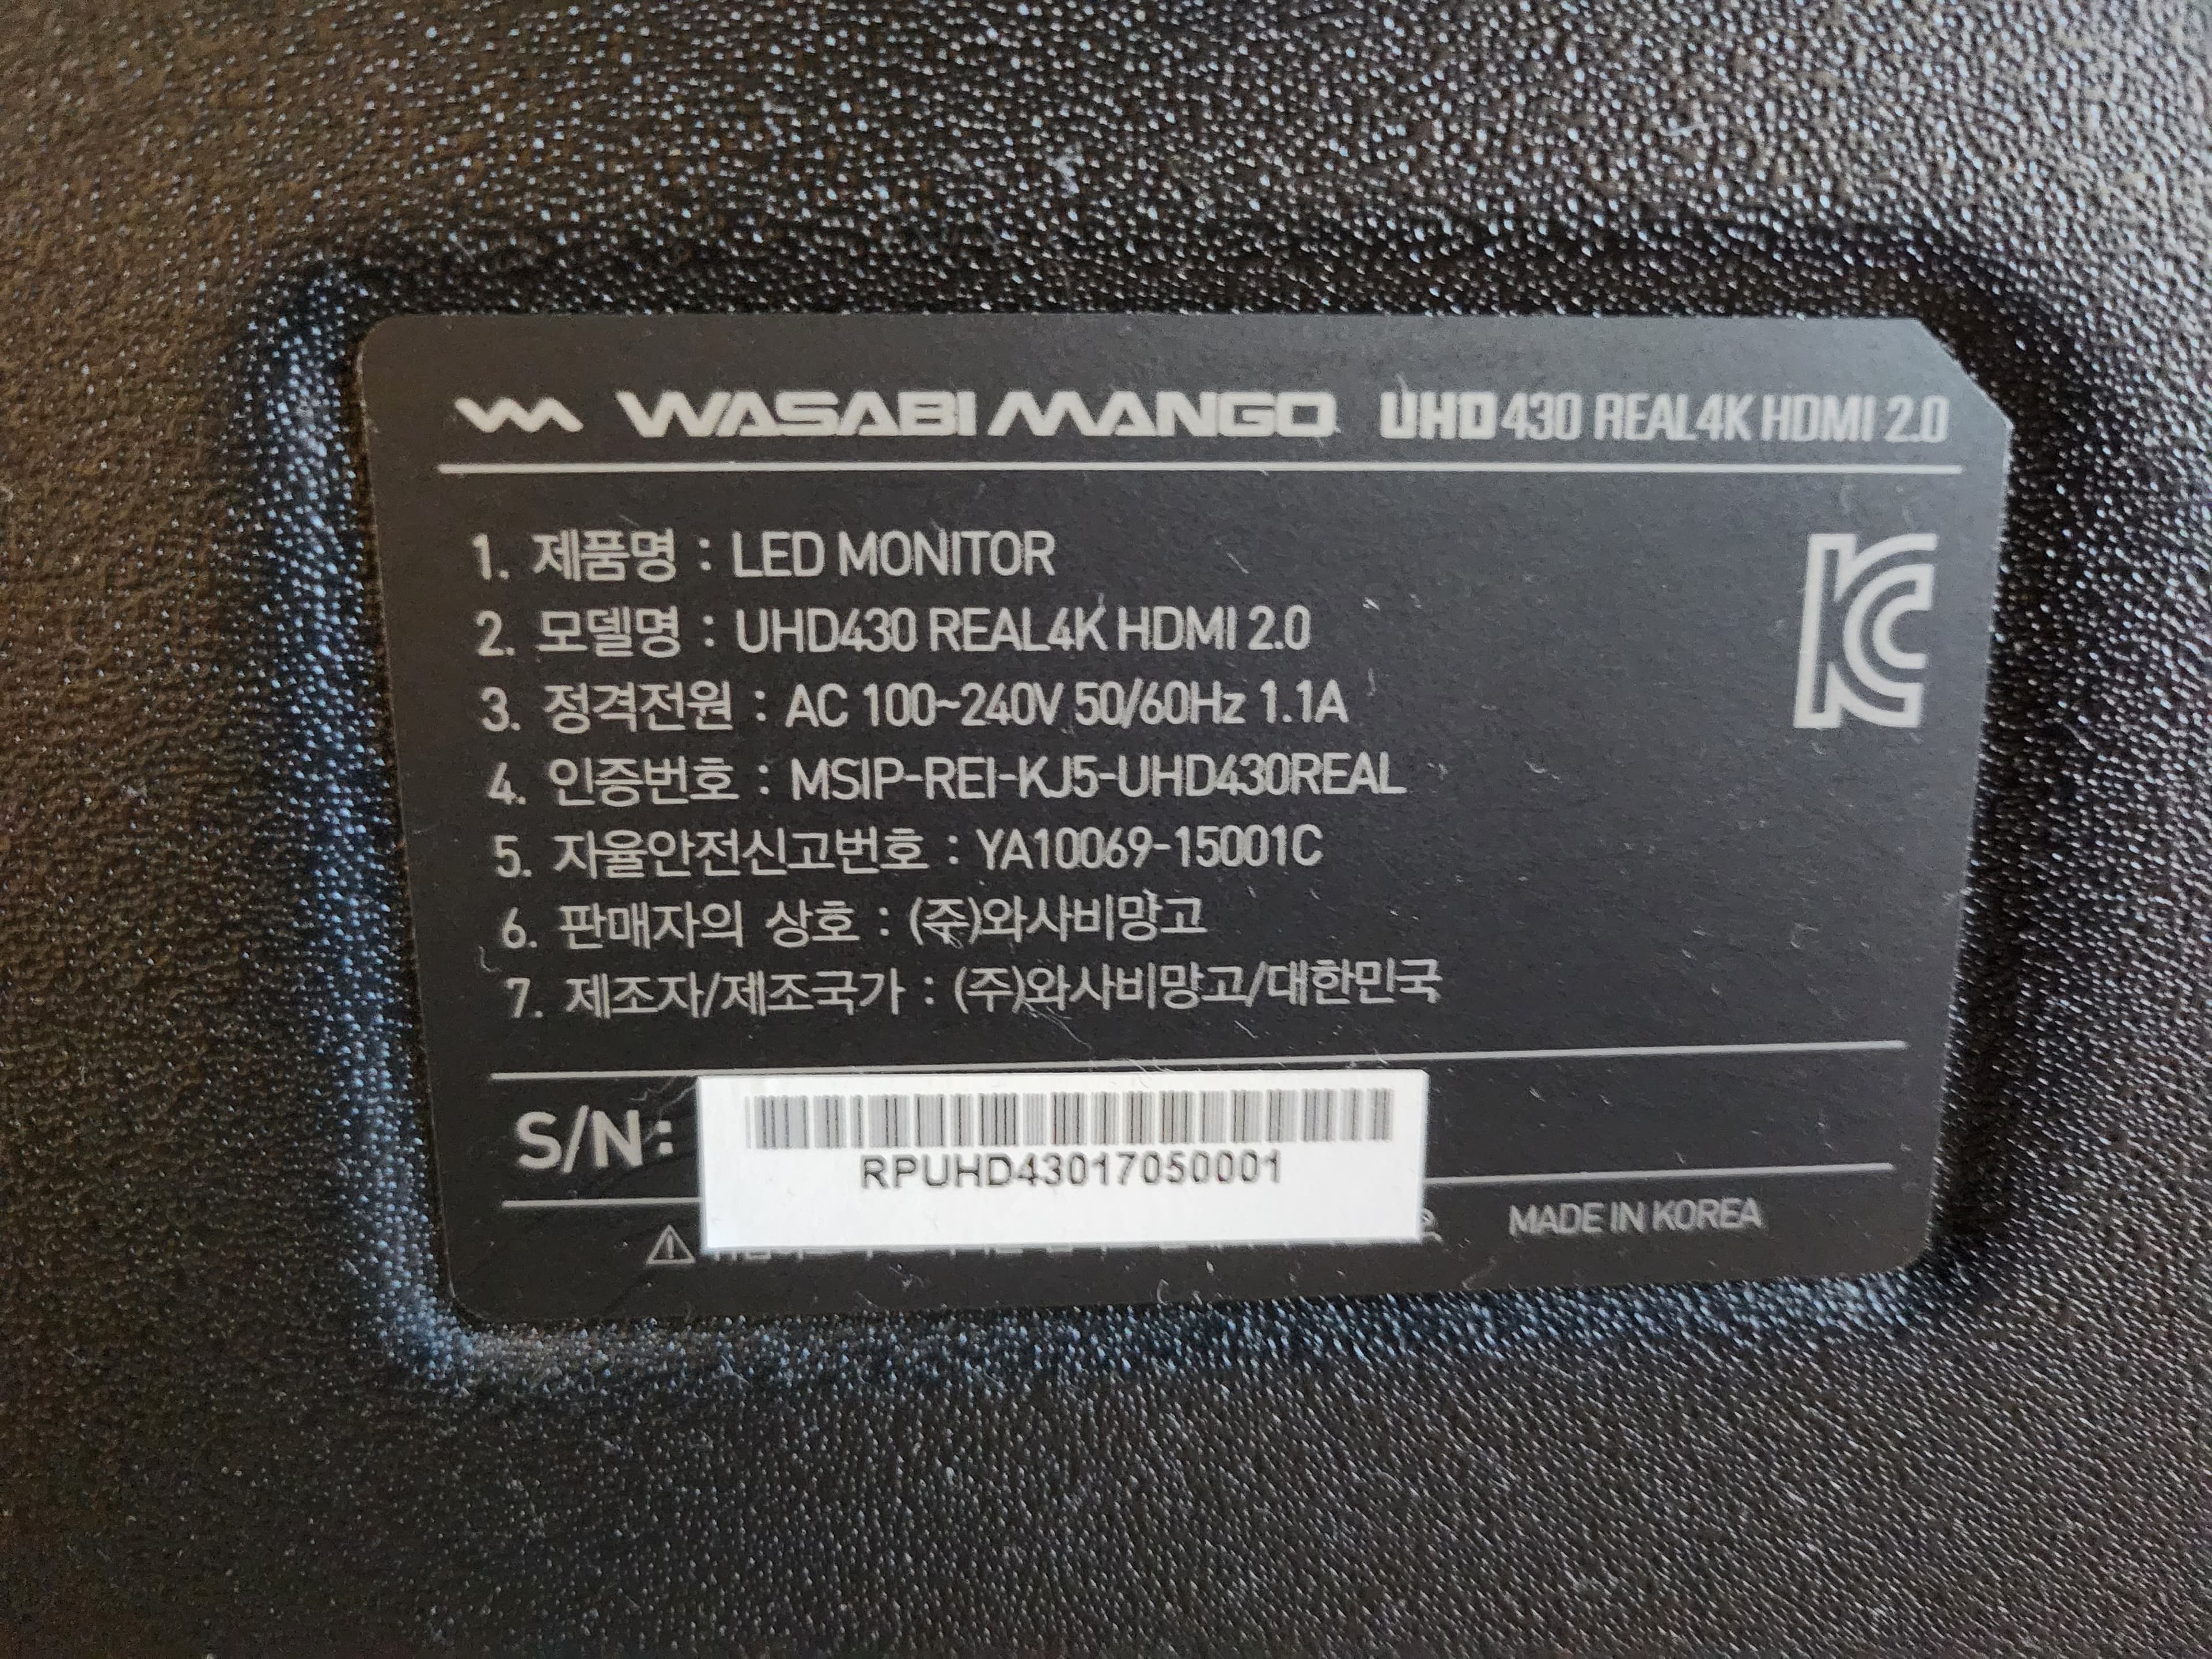 WASABI MANGO UHD430 REAL4K HDMI 2.0
1. 제품명 : LED MONITOR
2. 모델명 : UHD430 REAL4K HDMI 2.0
3. 정격전원 : AC 100~240V 50/60Hz 1.1A
4. 인증번호 : MSIP-REI-KJ5-UHD430REAL
5. 자율안전신고번호 : YA10069-15001C
6. 판매자의 상호 : (주)와사비망고
7. 제조자/제조국가 : (주)와사비망고/대한민국
S/N:
RPUHD43017050001
MADE IN KOREA